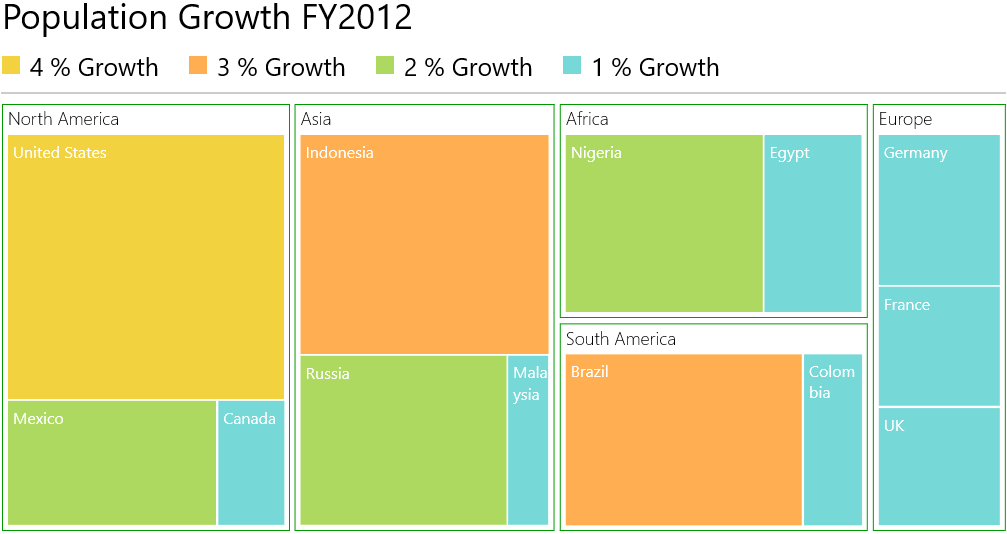 Population Growth FY2012
4 % Growth 3 % Growth 2 % Growth 1 % Growth
North America
United States
Mexico
Canada
Asia
Indonesia
Russia
Mala
ysia
Africa
Nigeria
Egypt
South America
Brazil
Colom
bia
Europe
Germany
France
UK